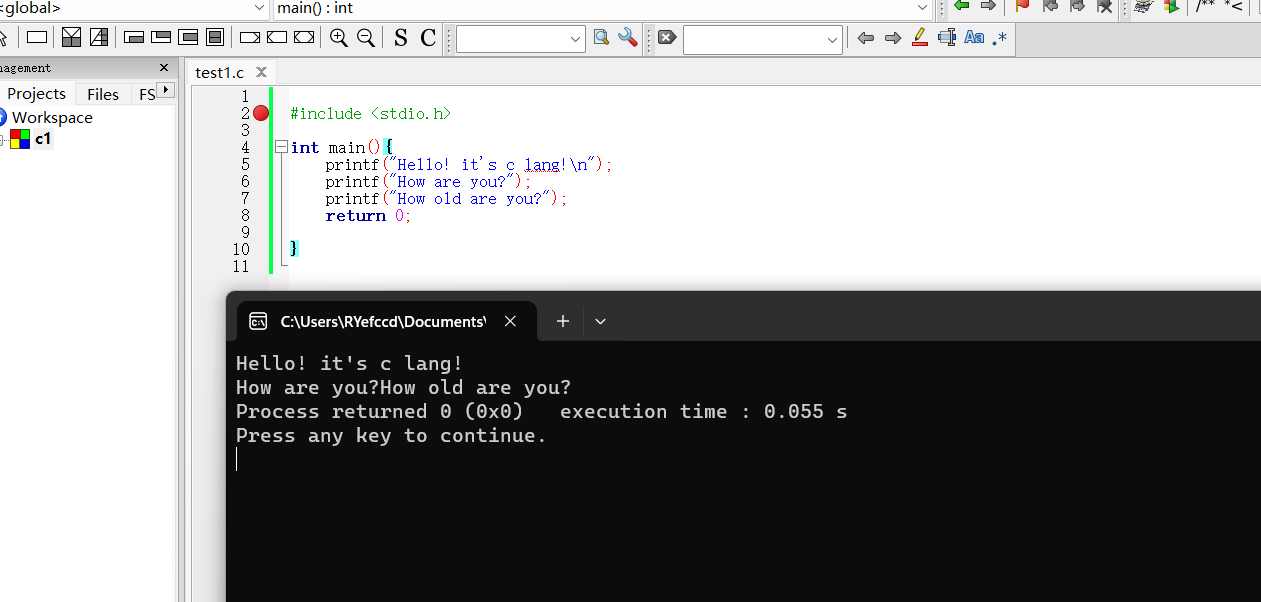 <global>
main() : int
/** *<
S C
Aa .*
nagement
test1.c
Projects Files FS
Workspace
c1
1
2 #include <stdio.h>
3
4 int main(){
5 printf("Hello! it's c lang!\n");
6 printf("How are you?");
7 printf("How old are you?");
8 return 0;
9
10 }
11
C:\Users\RYefccd\Documents\
Hello! it's c lang!
How are you?How old are you?
Process returned 0 (0x0)   execution time : 0.055 s
Press any key to continue.